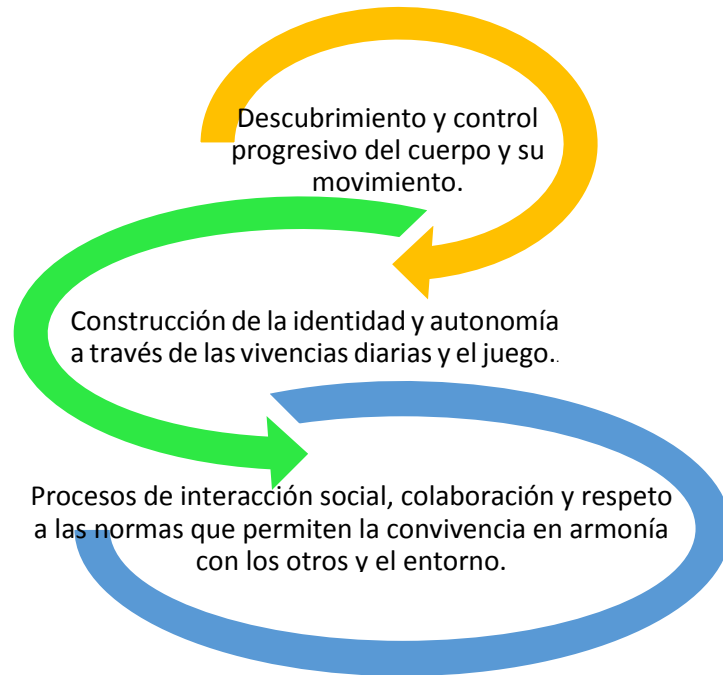 Descubrimiento y control
progresivo del cuerpo y su
movimiento.
Construcción de la identidad y autonomía
a través de las vivencias diarias y el juego..
Procesos de interacción social, colaboración y respeto
a las normas que permiten la convivencia en armonía
con los otros y el entorno.